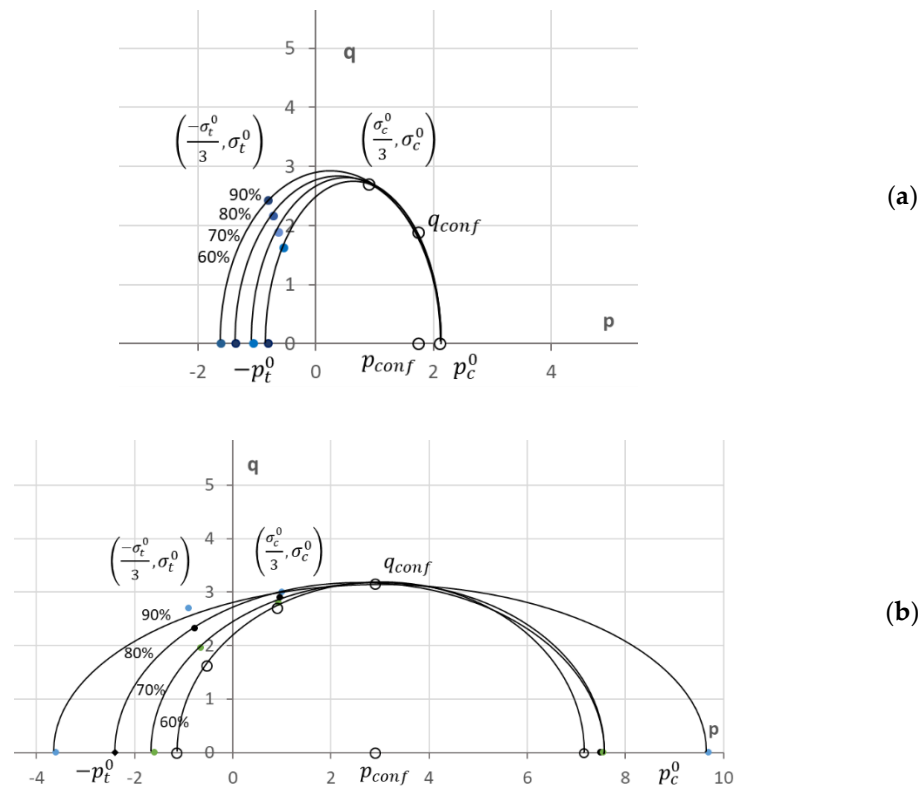 5
q
4
(−σ_t^0/3, σ_t^0)
(σ_c^0/3, σ_c^0)
3
90%
80%
2
q_conf
70%
60%
1
0
p
-2
−p_t^0
0
p_conf
2
p_c^0
4
(a)
q
5
4
(−σ_t^0/3, σ_t^0)
(σ_c^0/3, σ_c^0)
q_conf
3
90%
80%
2
70%
1
60%
p
0
-4
−p_t^0
-2
0
2
p_conf
4
6
8
p_c^0
10
(b)